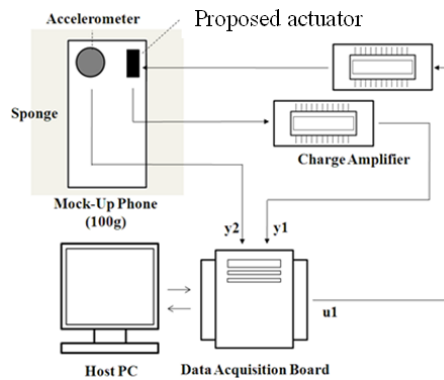 Accelerometer
Proposed actuator
Sponge
Charge Amplifier
Mock-Up Phone
(100g)
y2
y1
u1
Host PC
Data Acquisition Board